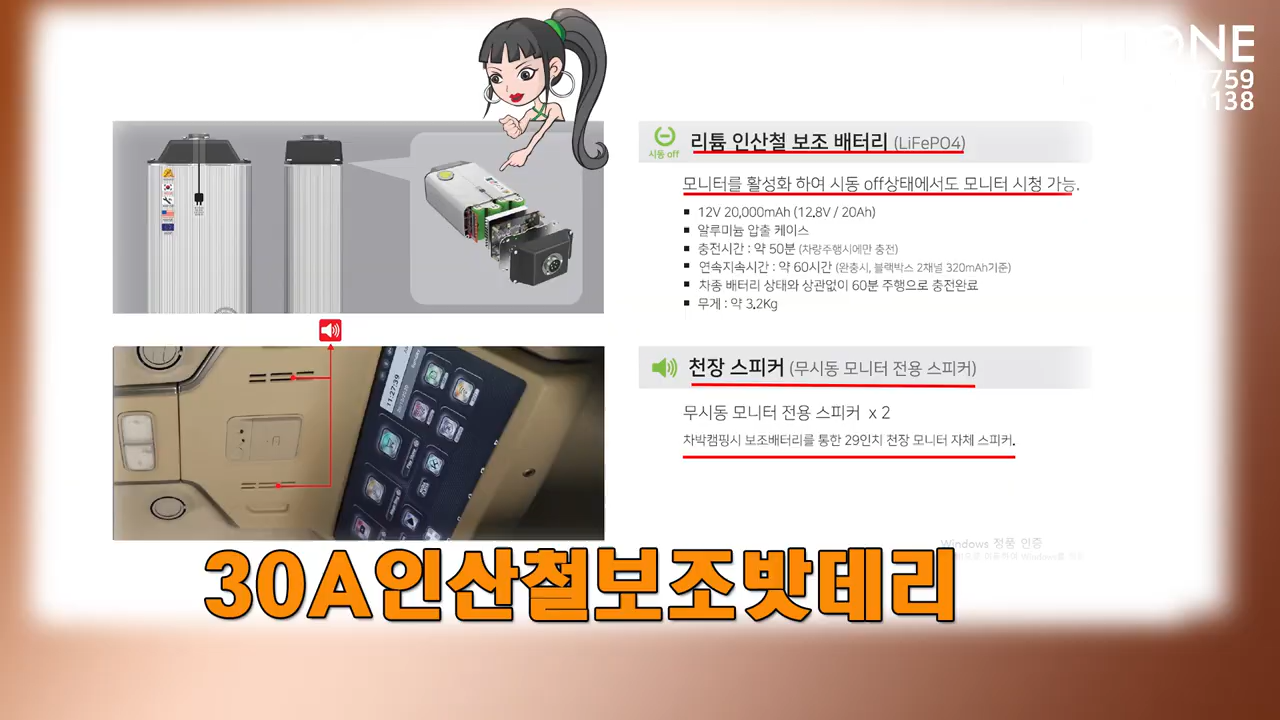 NE
759
138
시동 off
리튬 인산철 보조 배터리 (LiFePO4)
모니터를 활성화 하여 시동 off상태에서도 모니터 시청 가능.
12V 20,000mAh (12.8V / 20Ah)
알루미늄 압출 케이스
충전시간 : 약 50분 (차량주행시에만 충전)
연속지속시간 : 약 60시간 (완충시, 블랙박스 2채널 320mAh기준)
차종 배터리 상태와 상관없이 60분 주행으로 충전완료
무게 : 약 3.2Kg
천장 스피커 (무시동 모니터 전용 스피커)
무시동 모니터 전용 스피커 x 2
차박캠핑시 보조배터리를 통한 29인치 천장 모니터 자체 스피커.
11:27:39
Windows 정품 인증
30A인산철보조밧테리